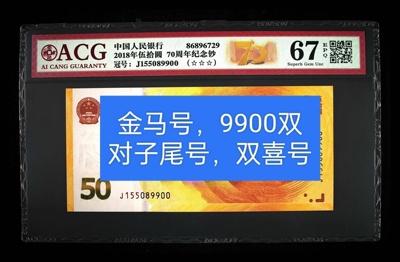 ACG
AI CANG GUARANTY
中国人民银行 86896729
2018年伍拾圆 70周年纪念钞
冠号: J155089900 (☆☆☆)
67
EPQ
Superb Gem Unc
金马号，9900双
对子尾号，双喜号
50
J155089900